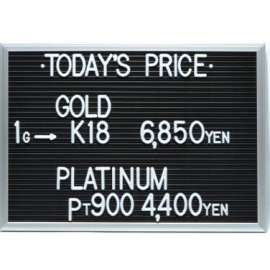 ·TODAY'S PRICE·
GOLD
1G→ K18 6,850YEN
PLATINUM
PT900 4,400YEN